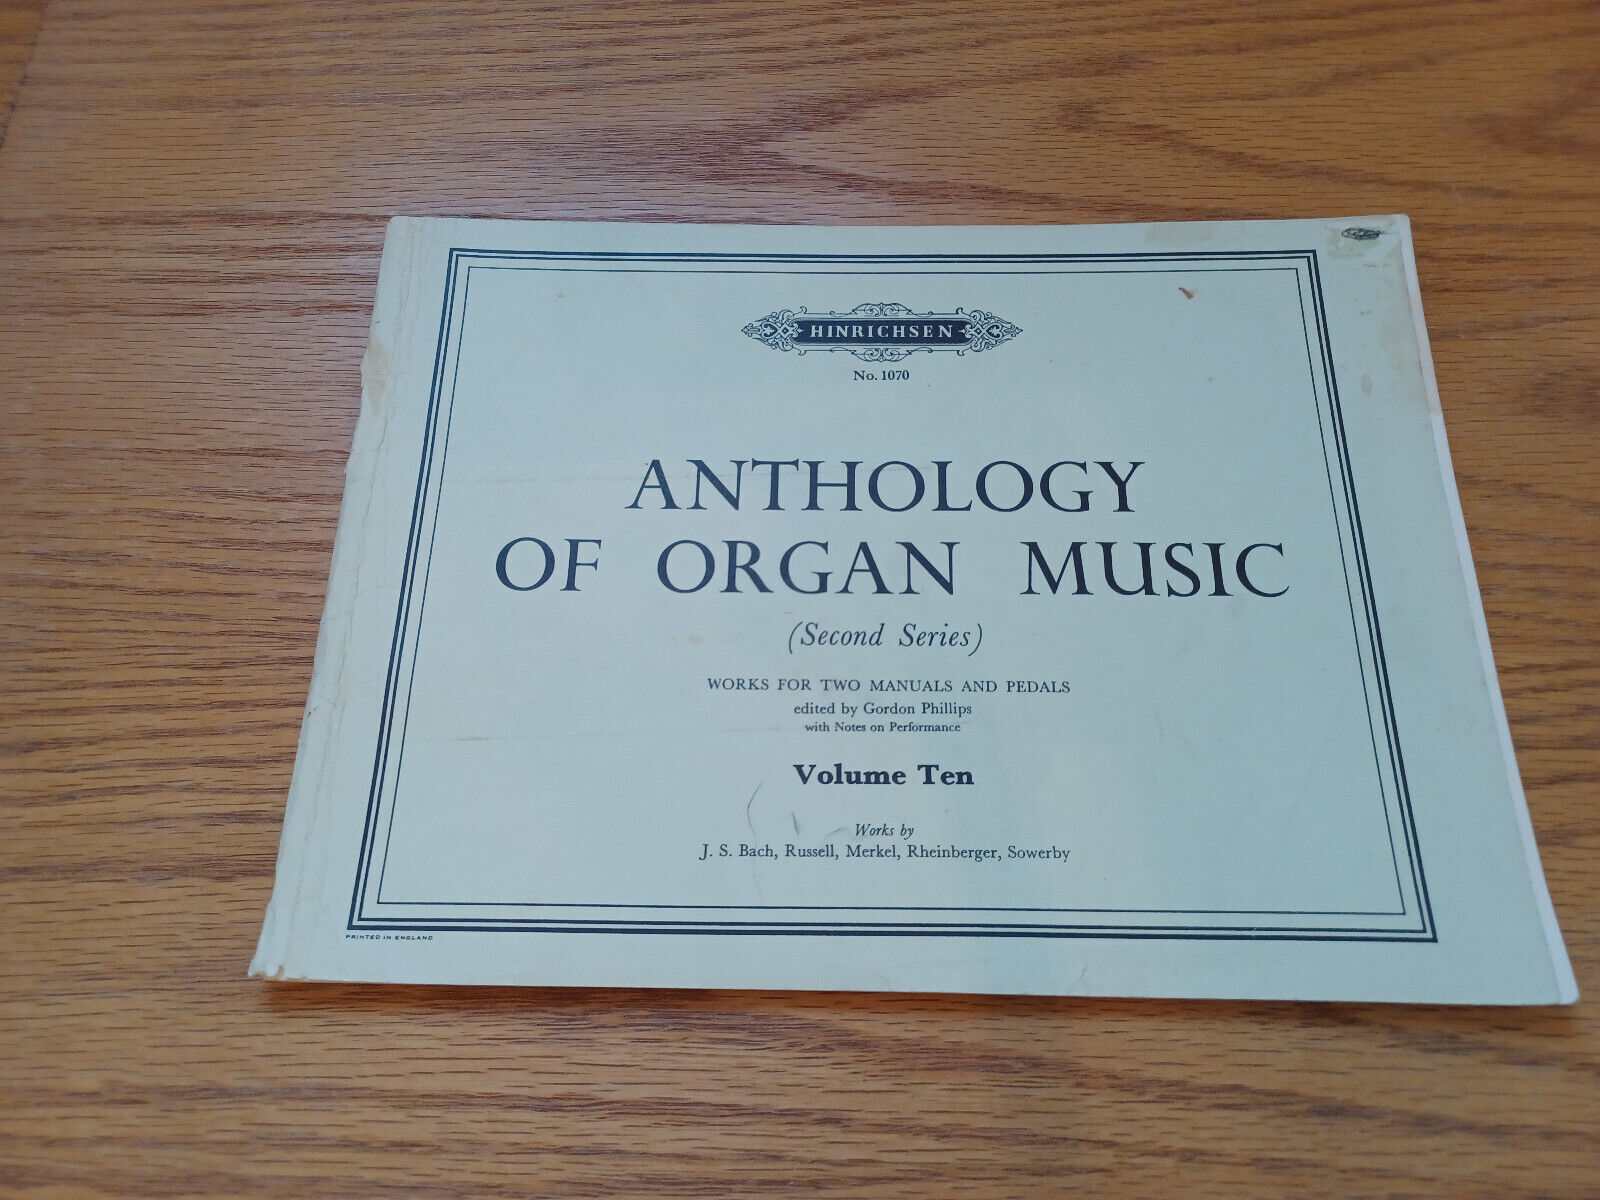 HINRICHSEN
No. 1070
ANTHOLOGY
OF ORGAN MUSIC
(Second Series)
WORKS FOR TWO MANUALS AND PEDALS
edited by Gordon Phillips
with Notes on Performance
Volume Ten
Works by
J. S. Bach, Russell, Merkel, Rheinberger, Sowerby
PRINTED IN ENGLAND